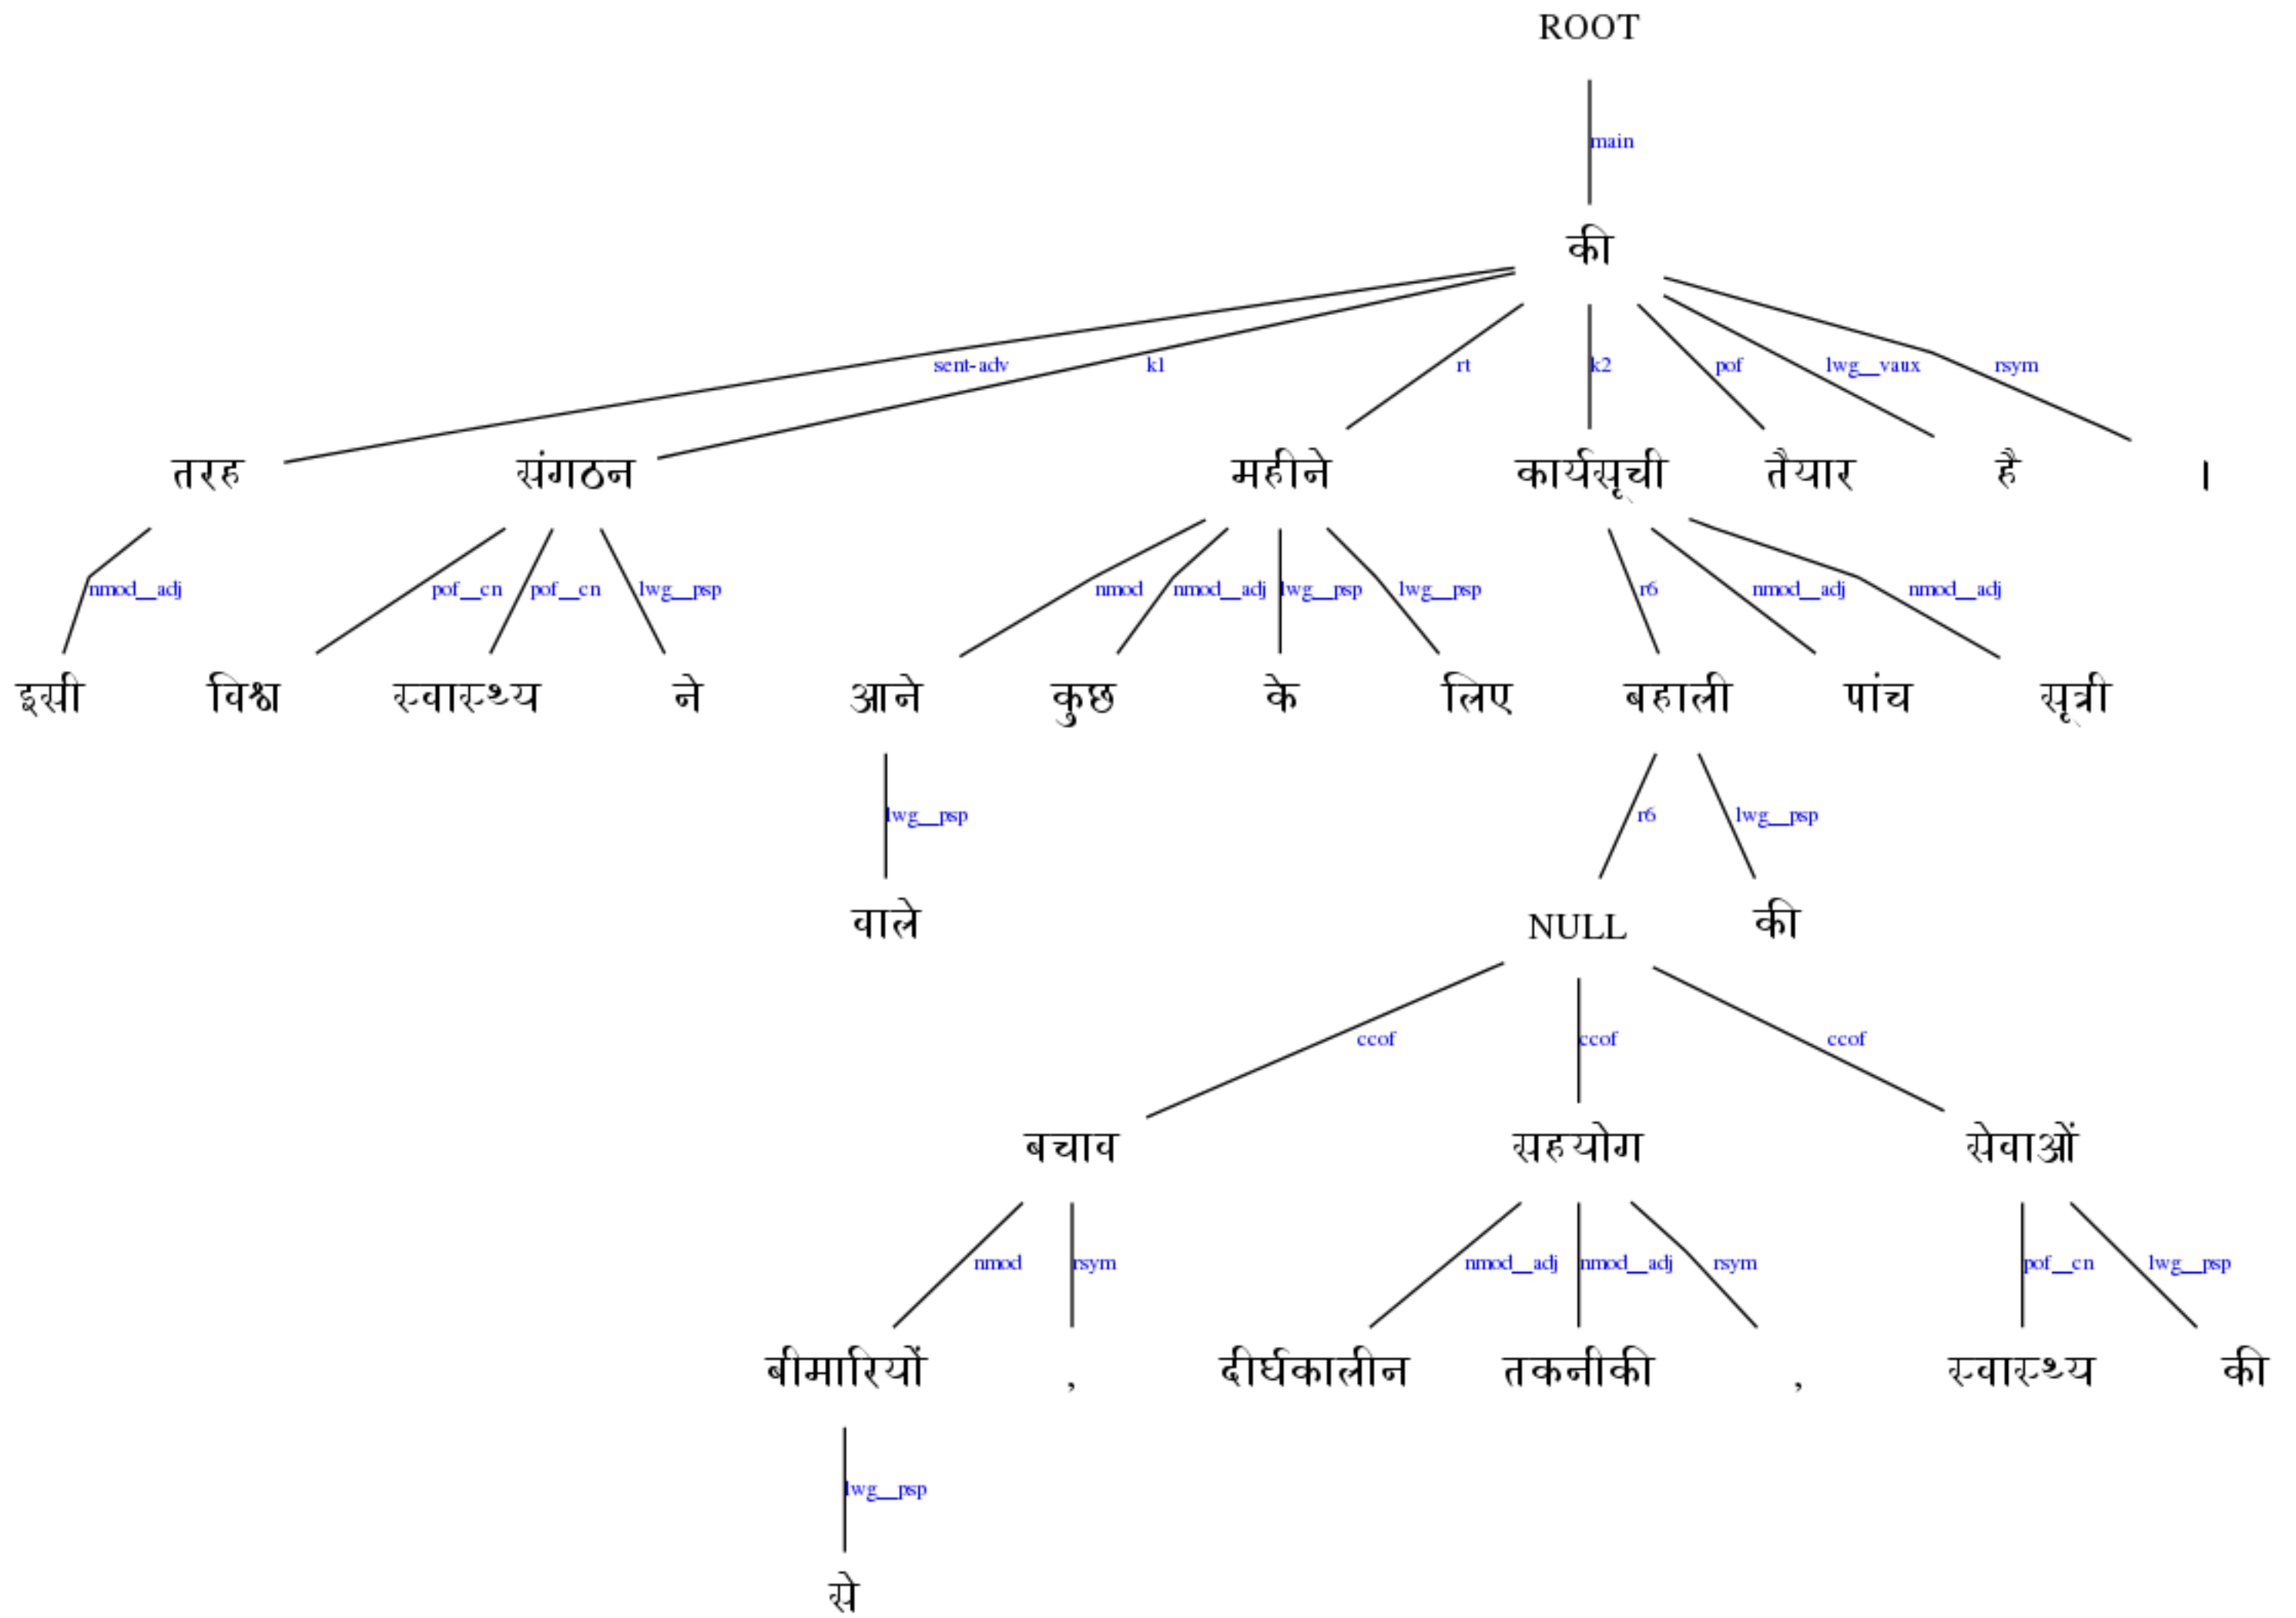 ROOT
main
की
sent-adv k1 rt k2 pof lwg__vaux rsym
तरह संगठन महीने कार्यसूची तैयार है ।
nmod__adj pof__cn pof__cn lwg__psp nmod nmod__adj lwg__psp lwg__psp r6 nmod__adj nmod__adj
इसी विश्व स्वास्थ्य ने आने कुछ के लिए बहाली पांच सूत्री
lwg__psp r6 lwg__psp
वाले NULL की
ccof ccof ccof
बचाव सहयोग सेवाओं
nmod rsym nmod__adj nmod__adj rsym pof__cn lwg__psp
बीमारियों , दीर्घकालीन तकनीकी , स्वास्थ्य की
lwg__psp
से